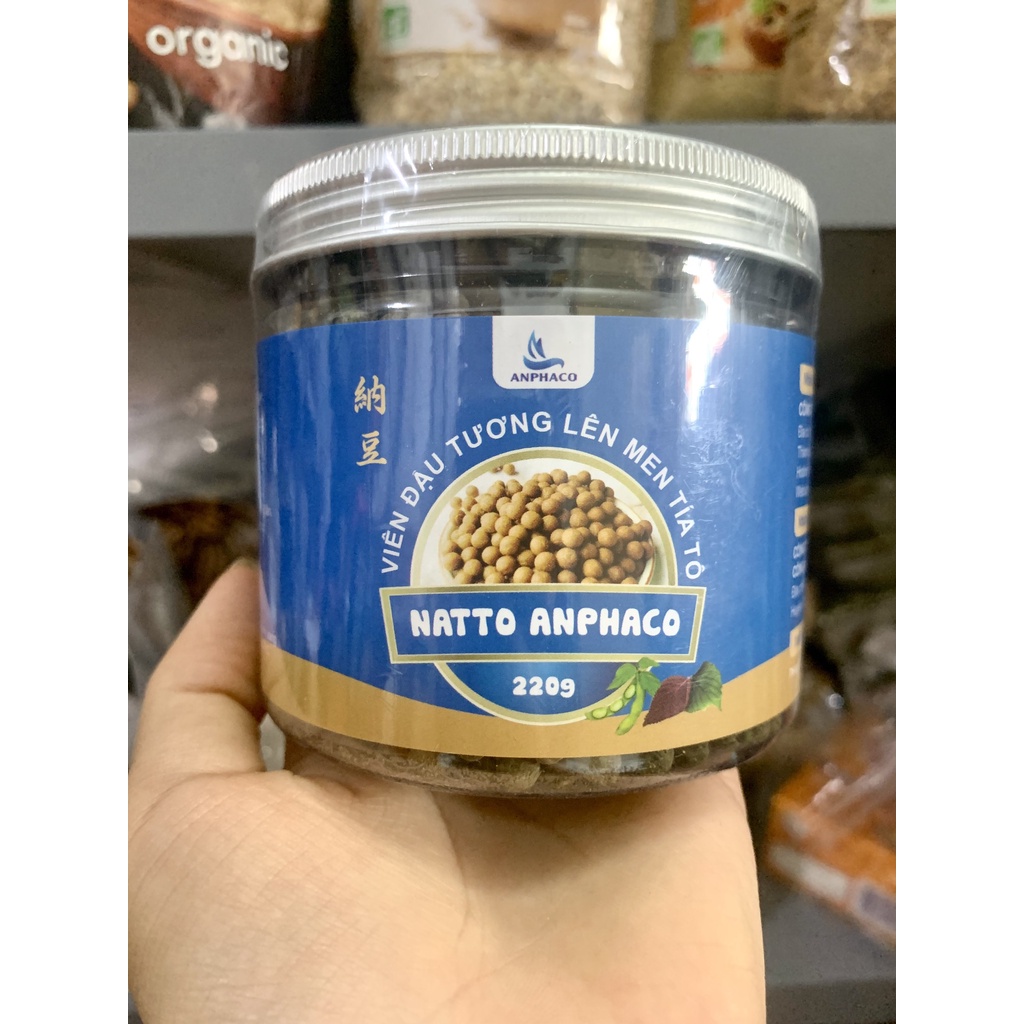 organic
ANPHACO
納
豆
VIÊN ĐẬU TƯƠNG LÊN MEN TÍA TÔ
NATTO ANPHACO
220g